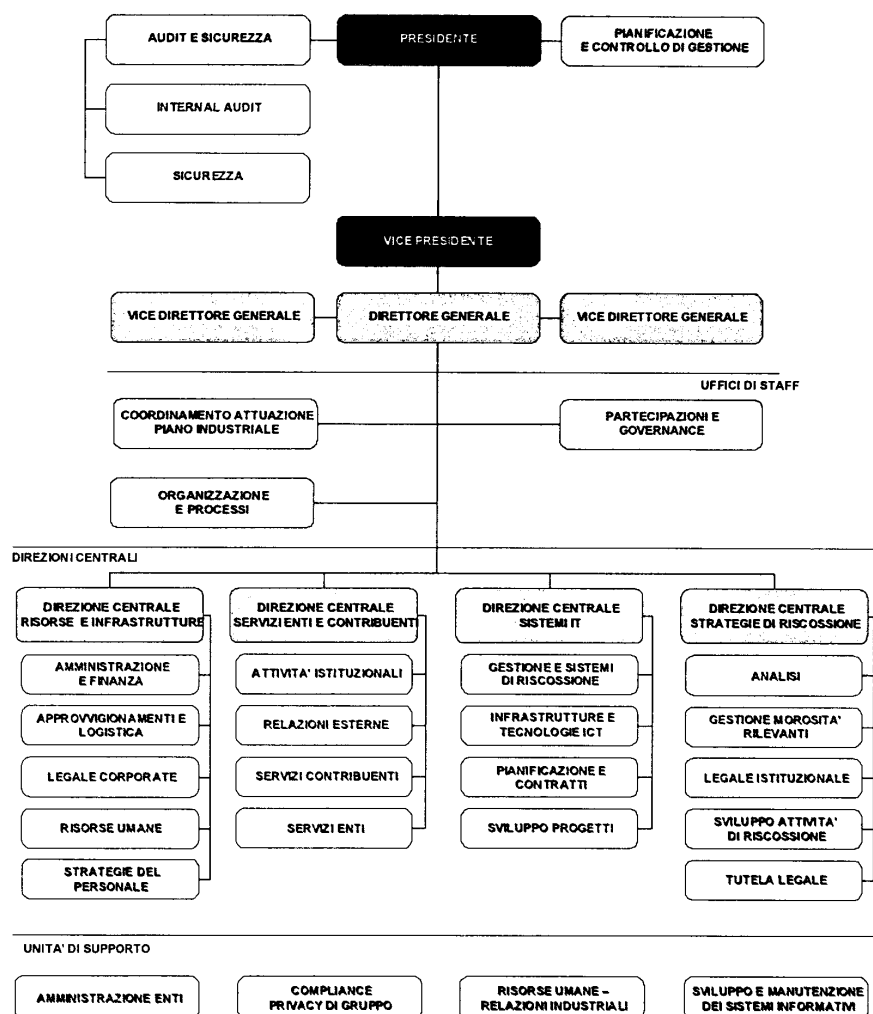 AUDIT E SICUREZZA
PRESIDENTE
PIANIFICAZIONE
E CONTROLLO DI GESTIONE
INTERNAL AUDIT
SICUREZZA
VICE PRESIDENTE
VICE DIRETTORE GENERALE
DIRETTORE GENERALE
VICE DIRETTORE GENERALE
UFFICI DI STAFF
COORDINAMENTO ATTUAZIONE
PIANO INDUSTRIALE
PARTECIPAZIONI E
GOVERNANCE
ORGANIZZAZIONE
E PROCESSI
DIREZIONI CENTRALI
DIREZIONE CENTRALE
RISORSE E INFRASTRUTTURE
AMMINISTRAZIONE
E FINANZA
APPROVVIGIONAMENTI E
LOGISTICA
LEGALE CORPORATE
RISORSE UMANE
STRATEGIE DEL
PERSONALE
DIREZIONE CENTRALE
SERVIZI ENTI E CONTRIBUENTI
ATTIVITA' ISTITUZIONALI
RELAZIONI ESTERNE
SERVIZI CONTRIBUENTI
SERVIZI ENTI
DIREZIONE CENTRALE
SISTEMI IT
GESTIONE E SISTEMI
DI RISCOSSIONE
INFRASTRUTTURE E
TECNOLOGIE ICT
PIANIFICAZIONE E
CONTRATTI
SVILUPPO PROGETTI
DIREZIONE CENTRALE
STRATEGIE DI RISCOSSIONE
ANALISI
GESTIONE MOROSITA'
RILEVANTI
LEGALE ISTITUZIONALE
SVILUPPO ATTIVITA'
DI RISCOSSIONE
TUTELA LEGALE
UNITA' DI SUPPORTO
AMMINISTRAZIONE ENTI
COMPLIANCE
PRIVACY DI GRUPPO
RISORSE UMANE –
RELAZIONI INDUSTRIALI
SVILUPPO E MANUTENZIONE
DEI SISTEMI INFORMATIVI